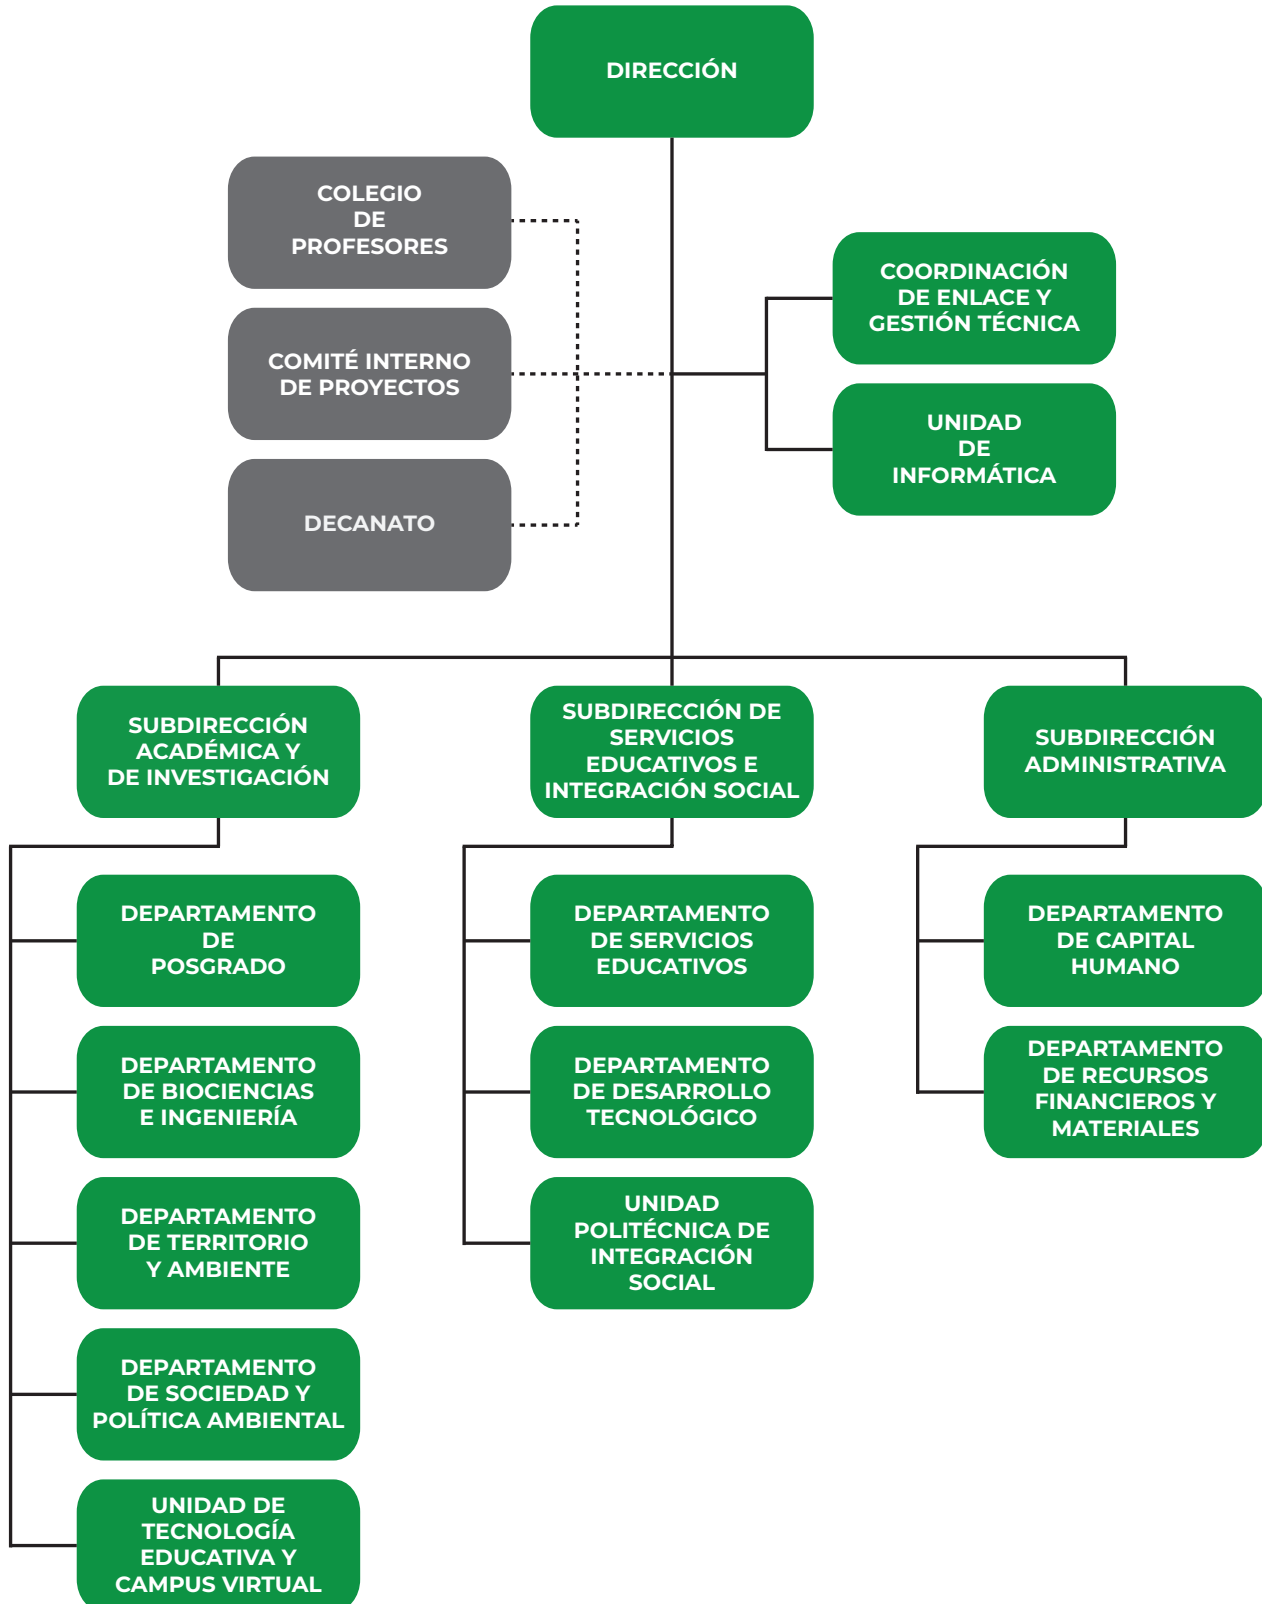 DIRECCIÓN
COLEGIO
DE
PROFESORES
COMITÉ INTERNO
DE PROYECTOS
DECANATO
COORDINACIÓN
DE ENLACE Y
GESTIÓN TÉCNICA
UNIDAD
DE
INFORMÁTICA
SUBDIRECCIÓN
ACADÉMICA Y
DE INVESTIGACIÓN
SUBDIRECCIÓN DE
SERVICIOS
EDUCATIVOS E
INTEGRACIÓN SOCIAL
SUBDIRECCIÓN
ADMINISTRATIVA
DEPARTAMENTO
DE
POSGRADO
DEPARTAMENTO
DE BIOCIENCIAS
E INGENIERÍA
DEPARTAMENTO
DE TERRITORIO
Y AMBIENTE
DEPARTAMENTO
DE SOCIEDAD Y
POLÍTICA AMBIENTAL
UNIDAD DE
TECNOLOGÍA
EDUCATIVA Y
CAMPUS VIRTUAL
DEPARTAMENTO
DE SERVICIOS
EDUCATIVOS
DEPARTAMENTO
DE DESARROLLO
TECNOLÓGICO
UNIDAD
POLITÉCNICA DE
INTEGRACIÓN
SOCIAL
DEPARTAMENTO
DE CAPITAL
HUMANO
DEPARTAMENTO
DE RECURSOS
FINANCIEROS Y
MATERIALES